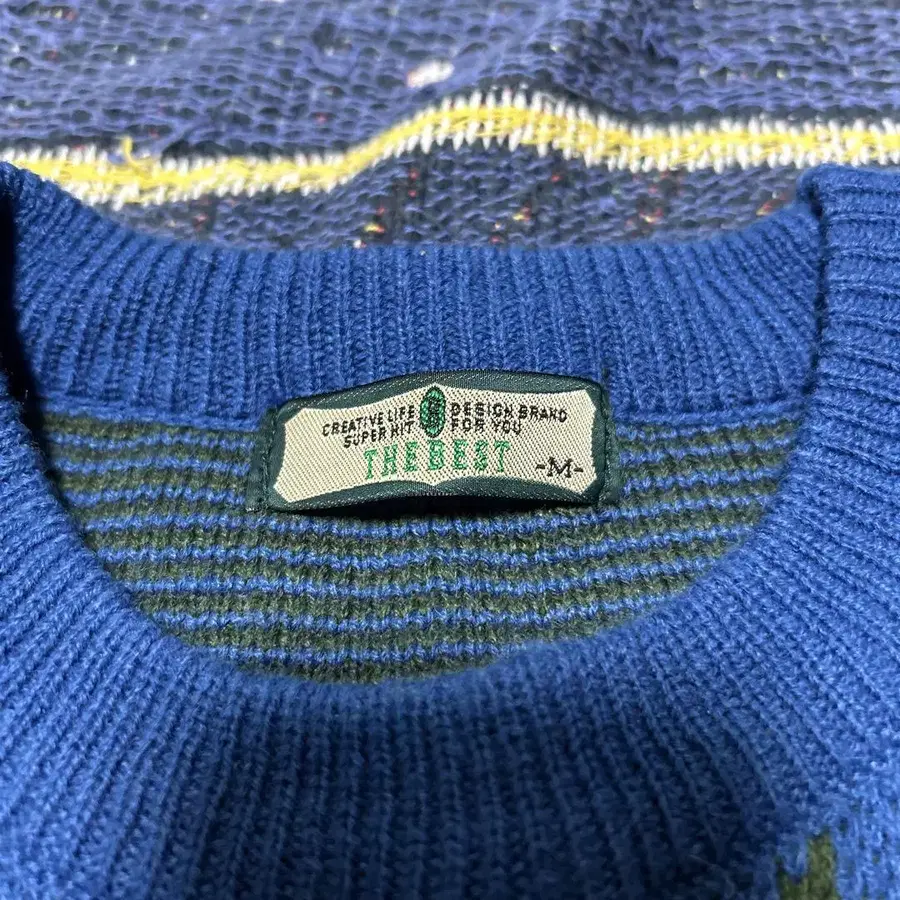 CREATIVE LIFE DESIGN BRAND
SUPER HIT FOR YOU
THE BEST
-M-